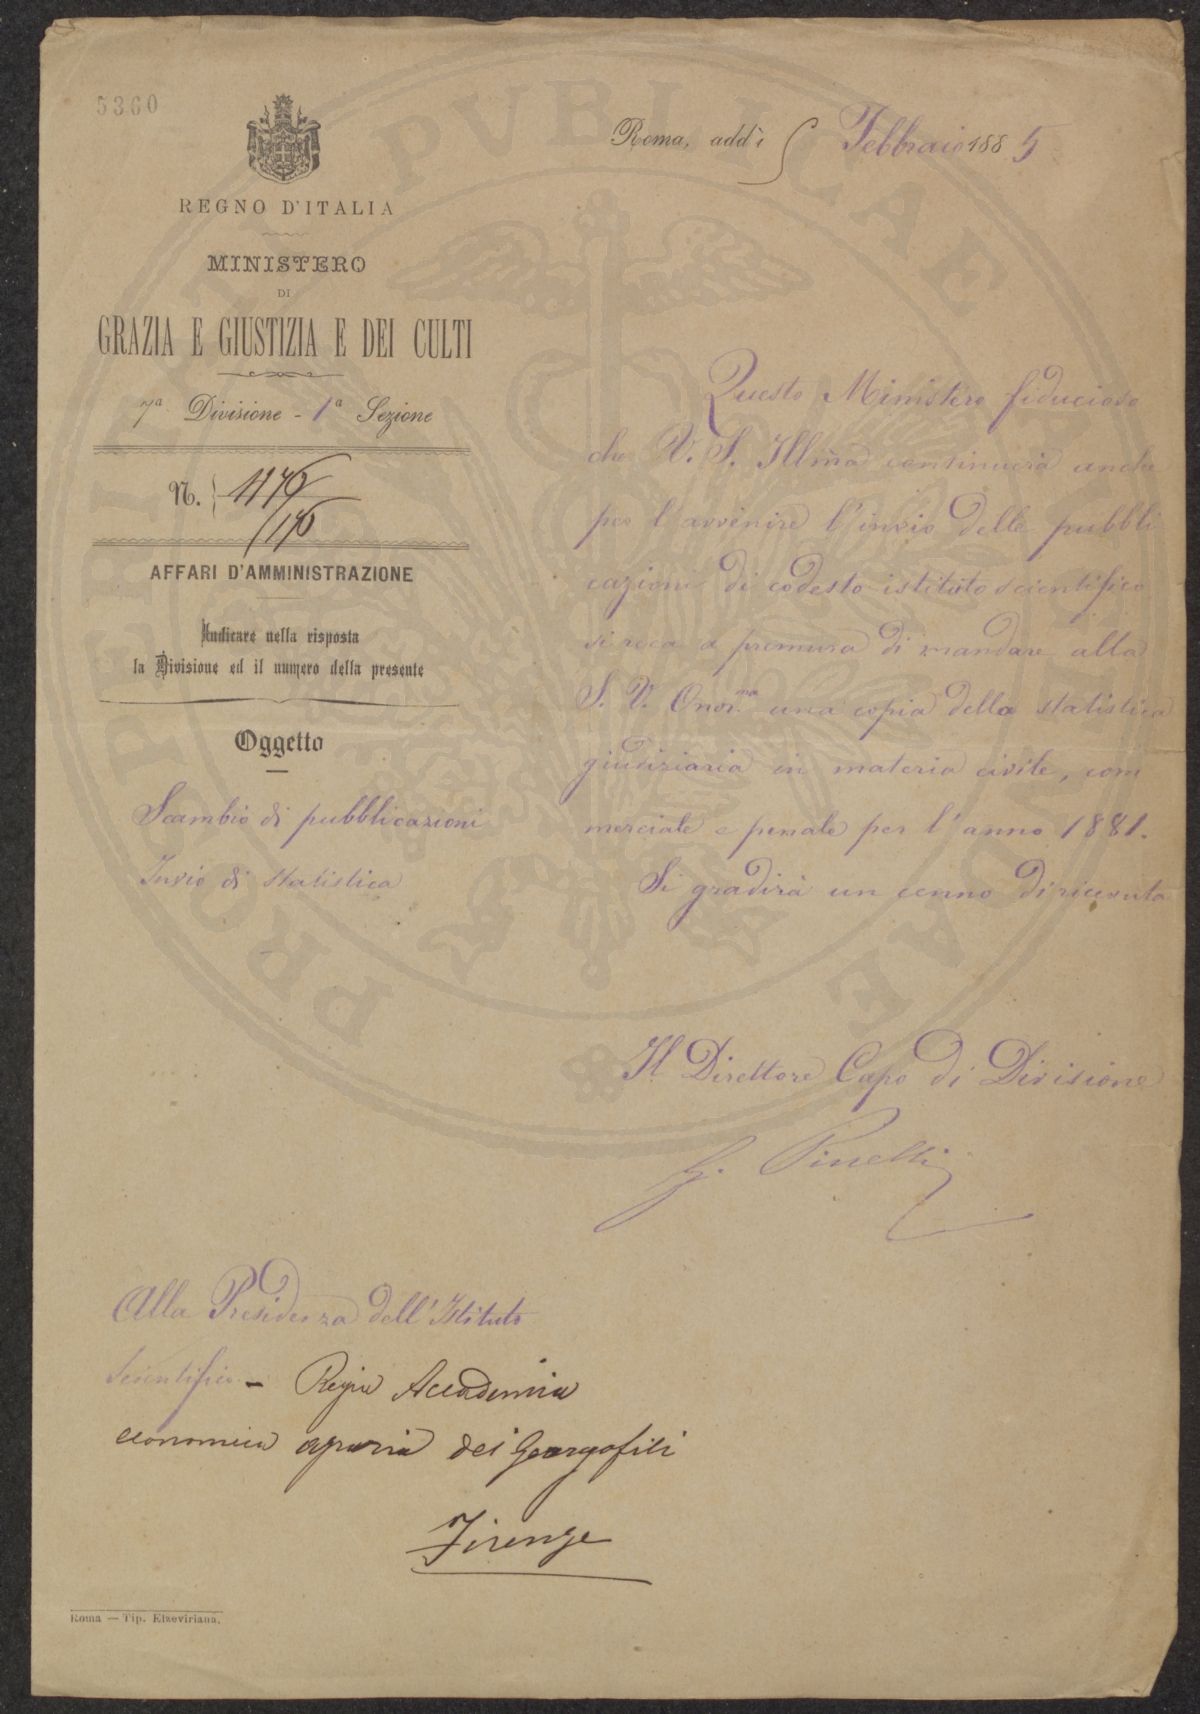 5360
Roma, addì 5 Febbraio 1885
REGNO D'ITALIA
MINISTERO
DI
GRAZIA E GIUSTIZIA E DEI CULTI
7ª Divisione - 1ª Sezione
N.
AFFARI D'AMMINISTRAZIONE
Indicare nella risposta
la Divisione ed il numero della presente
Oggetto
Scambio di pubblicazioni
Invio di statistica
Questo Ministero fiducioso
che V. S. Illma continuerà anche
per l'avvenire l'invio delle pubbli
cazioni di codesto istituto scientifico
si reca a premura di mandare alla
S. V. Onor.ma una copia della statistica
giudiziaria in materia civile, com
merciale e penale per l'anno 1881.
Si gradirà un cenno di ricevuta
Il Direttore Capo di Divisione
G. Pinelli
Alla Presidenza dell'Istituto
Scientifico - Regia Accademia
economica agraria dei Georgofili
Firenze
Roma — Tip. Elzeviriana.
PROSPERITATI PVBLICAE AVGENDAE